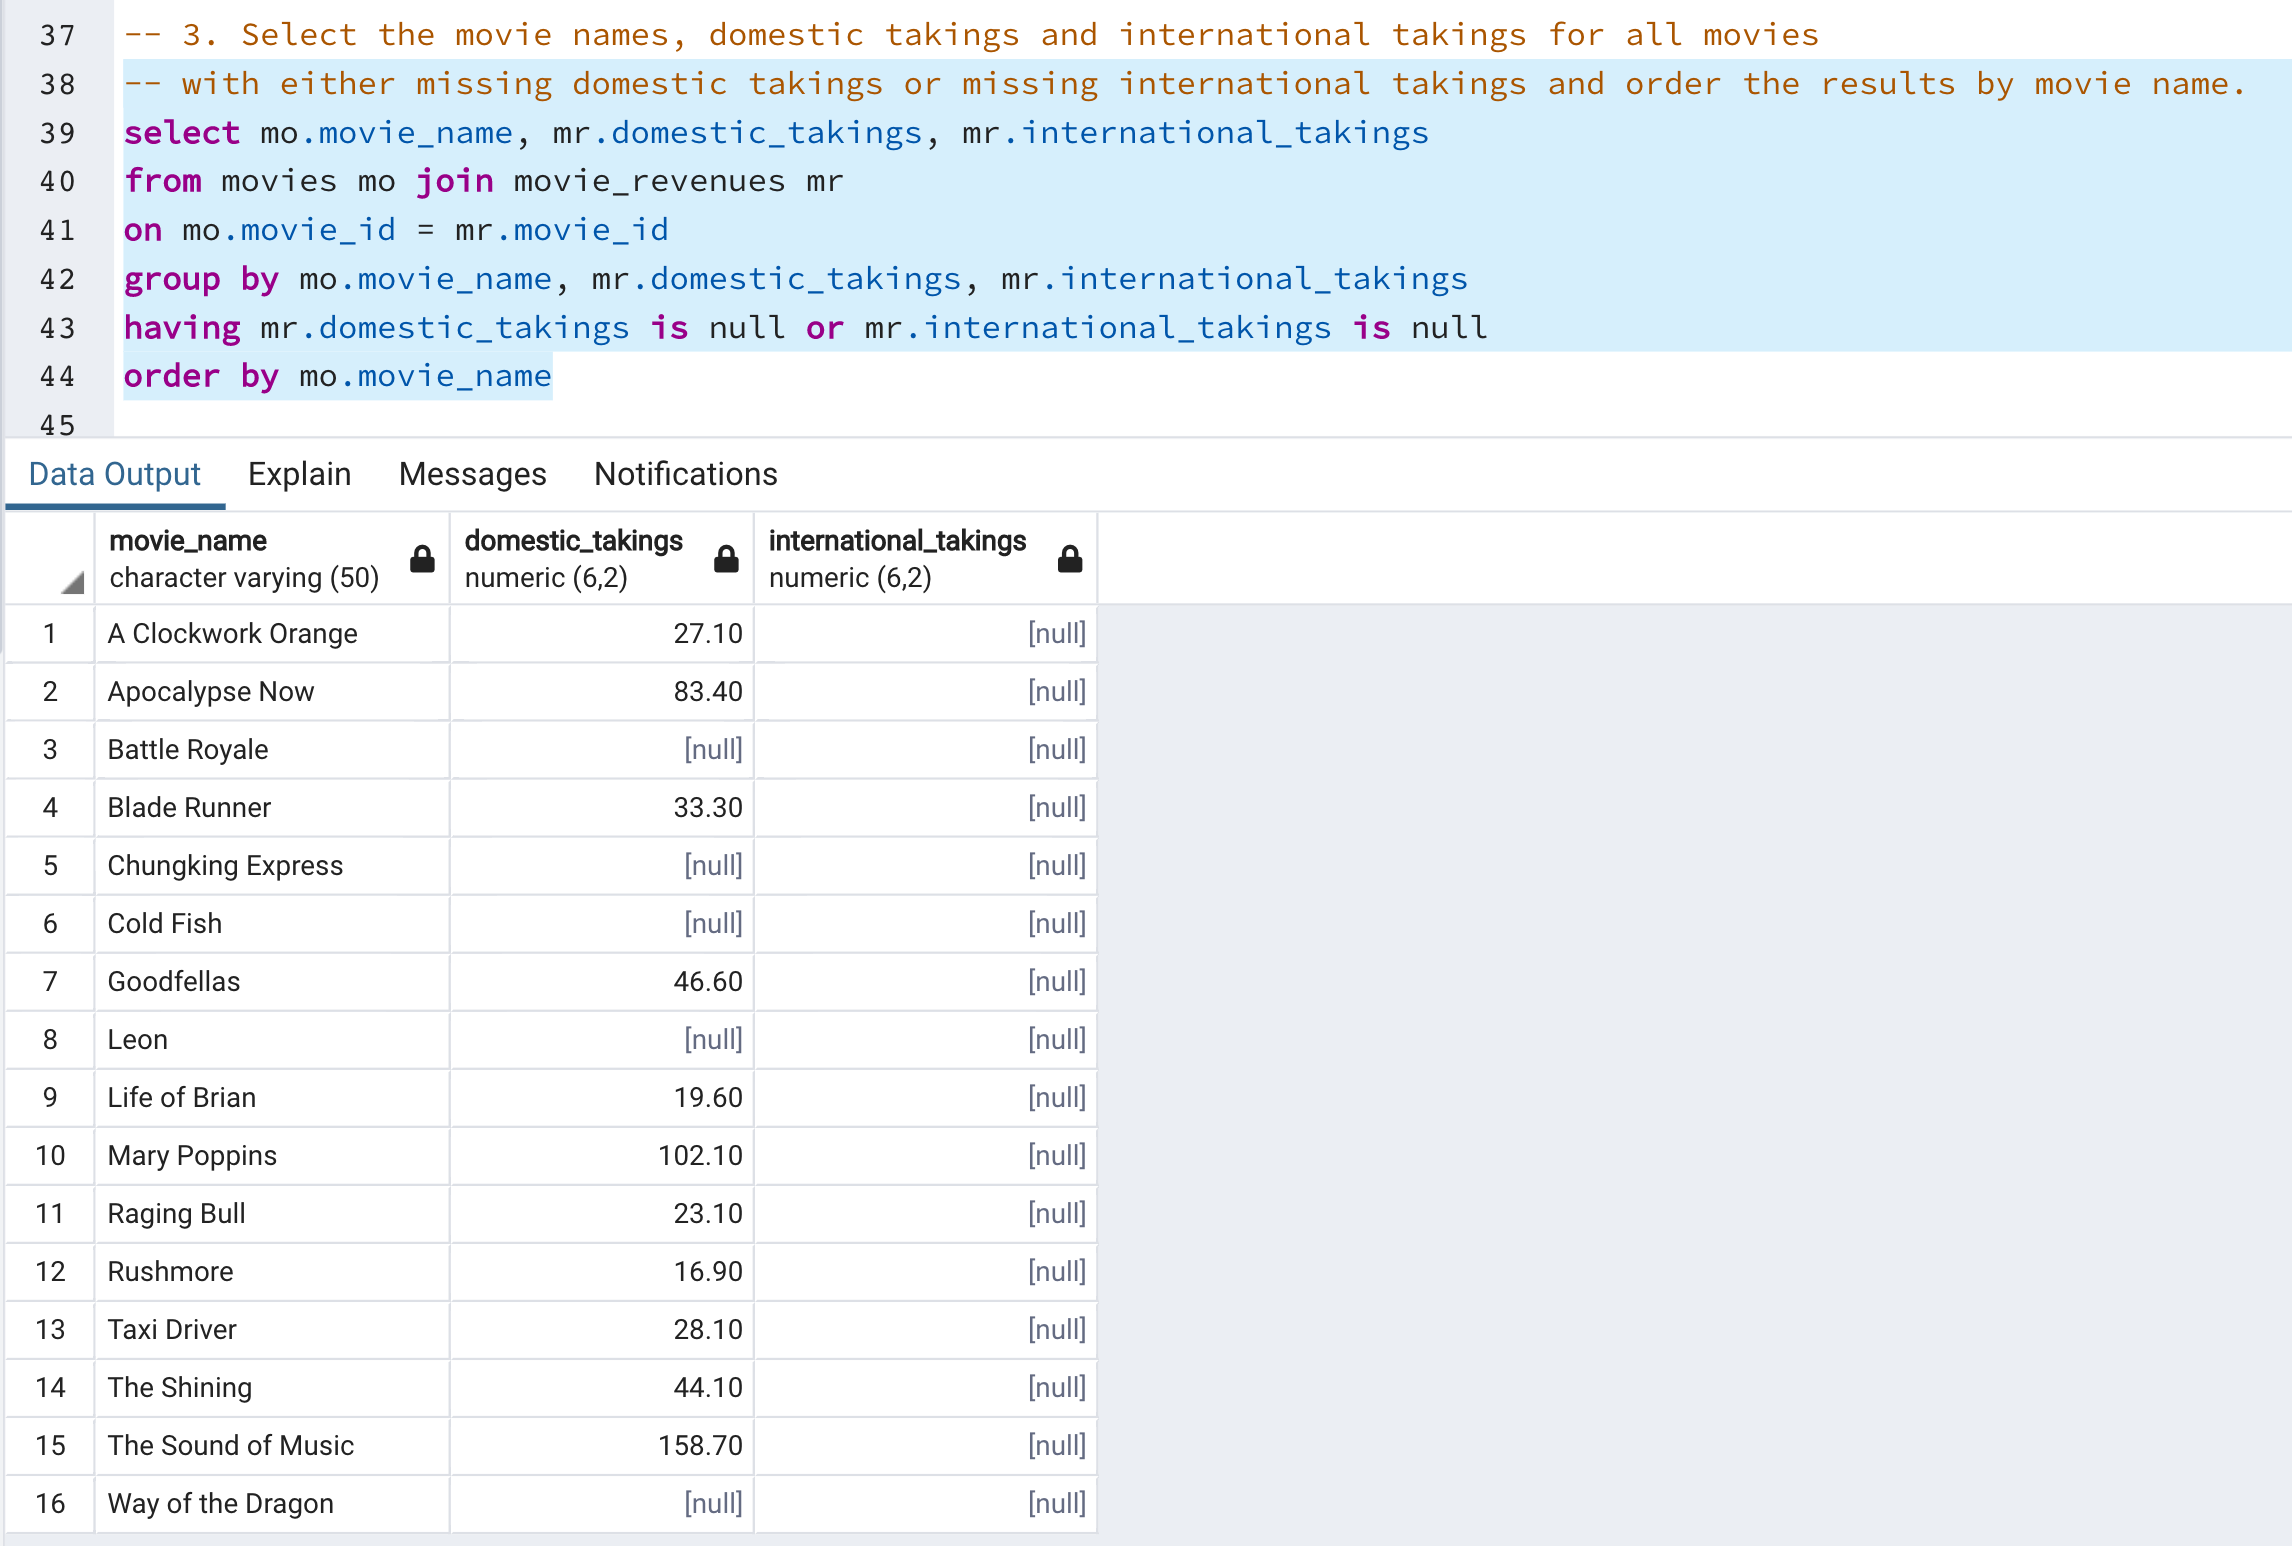 37 -- 3. Select the movie names, domestic takings and international takings for all movies
38 -- with either missing domestic takings or missing international takings and order the results by movie name.
39 select mo.movie_name, mr.domestic_takings, mr.international_takings
40 from movies mo join movie_revenues mr
41 on mo.movie_id = mr.movie_id
42 group by mo.movie_name, mr.domestic_takings, mr.international_takings
43 having mr.domestic_takings is null or mr.international_takings is null
44 order by mo.movie_name
45
Data Output Explain Messages Notifications
movie_name domestic_takings international_takings
character varying (50) numeric (6,2) numeric (6,2)
1 A Clockwork Orange 27.10 [null]
2 Apocalypse Now 83.40 [null]
3 Battle Royale [null] [null]
4 Blade Runner 33.30 [null]
5 Chungking Express [null] [null]
6 Cold Fish [null] [null]
7 Goodfellas 46.60 [null]
8 Leon [null] [null]
9 Life of Brian 19.60 [null]
10 Mary Poppins 102.10 [null]
11 Raging Bull 23.10 [null]
12 Rushmore 16.90 [null]
13 Taxi Driver 28.10 [null]
14 The Shining 44.10 [null]
15 The Sound of Music 158.70 [null]
16 Way of the Dragon [null] [null]